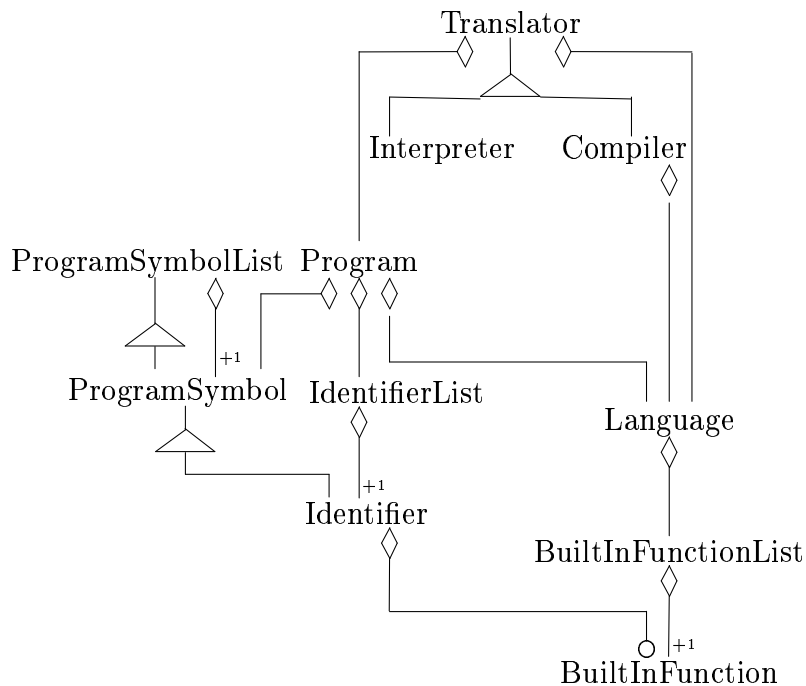 Translator
Interpreter
Compiler
ProgramSymbolList
Program
+1
ProgramSymbol
IdentifierList
Language
+1
Identifier
BuiltInFunctionList
+1
BuiltInFunction